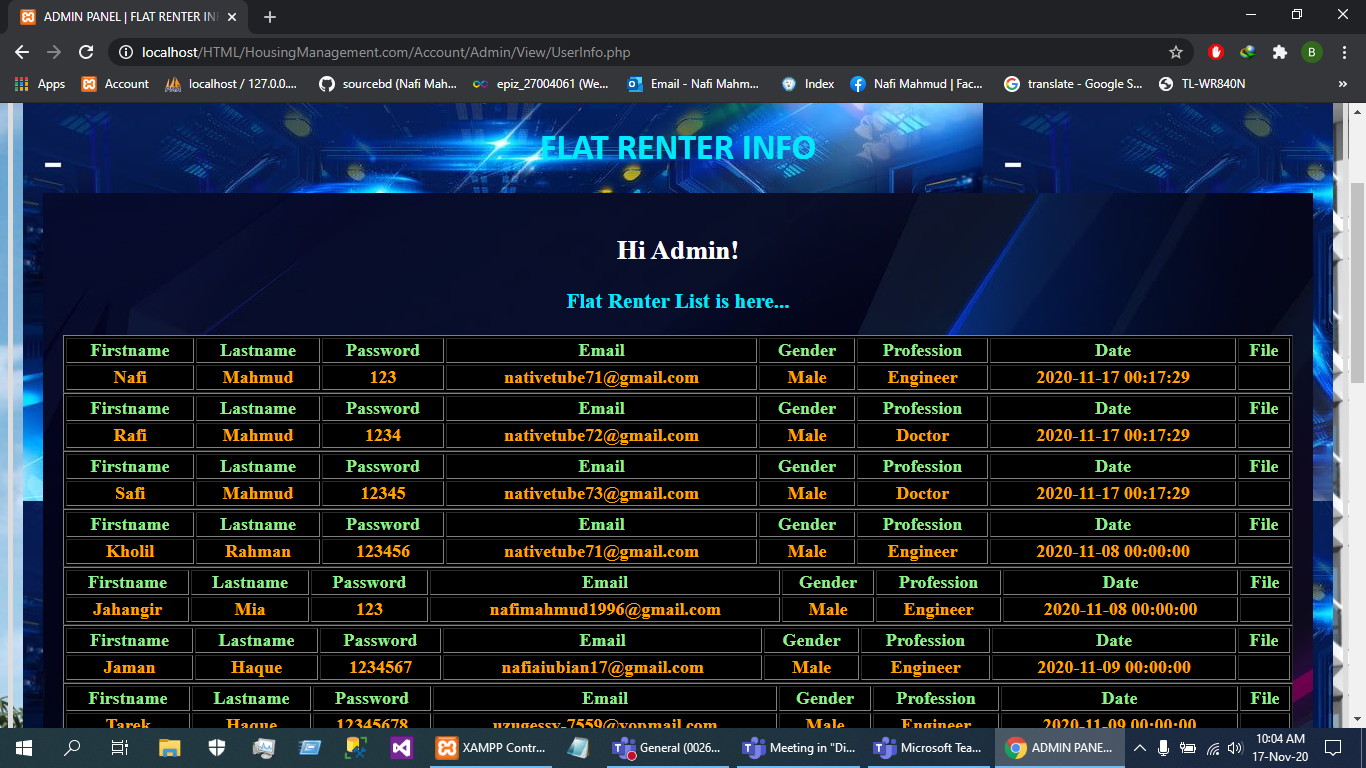 ADMIN PANEL | FLAT RENTER IN
localhost/HTML/HousingManagement.com/Account/Admin/View/UserInfo.php
B
Apps Account localhost / 127.0.0.... sourcebd (Nafi Mah... epiz_27004061 (We... Email - Nafi Mahm... Index Nafi Mahmud | Fac... translate - Google S... TL-WR840N »
FLAT RENTER INFO
Hi Admin!
Flat Renter List is here...
Firstname Lastname Password Email Gender Profession Date File
Nafi Mahmud 123 nativetube71@gmail.com Male Engineer 2020-11-17 00:17:29
Firstname Lastname Password Email Gender Profession Date File
Rafi Mahmud 1234 nativetube72@gmail.com Male Doctor 2020-11-17 00:17:29
Firstname Lastname Password Email Gender Profession Date File
Safi Mahmud 12345 nativetube73@gmail.com Male Doctor 2020-11-17 00:17:29
Firstname Lastname Password Email Gender Profession Date File
Kholil Rahman 123456 nativetube71@gmail.com Male Engineer 2020-11-08 00:00:00
Firstname Lastname Password Email Gender Profession Date File
Jahangir Mia 123 nafimahmud1996@gmail.com Male Engineer 2020-11-08 00:00:00
Firstname Lastname Password Email Gender Profession Date File
Jaman Haque 1234567 nafiaiubian17@gmail.com Male Engineer 2020-11-09 00:00:00
Firstname Lastname Password Email Gender Profession Date File
Tarek Haque 12345678 uzugessy-7559@yopmail.com Male Engineer 2020-11-09 00:00:00
XAMPP Contr... General (0026... Meeting in "Di... Microsoft Tea... ADMIN PANE... 10:04 AM
17-Nov-20